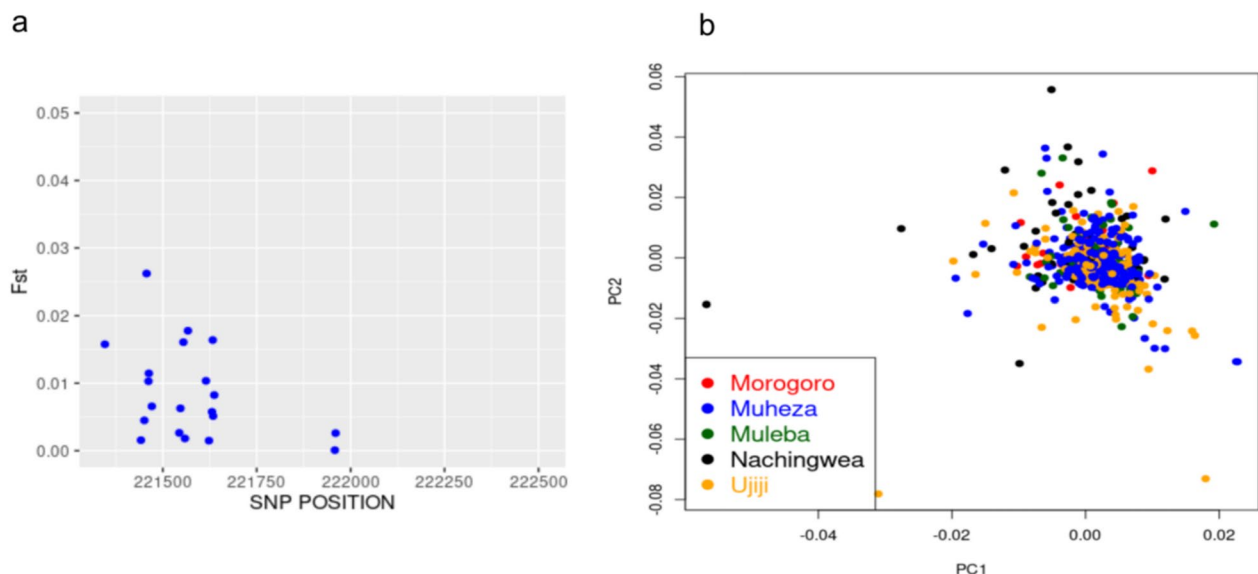 a
b
0.05
0.04
0.03
0.02
0.01
0.00
Fst
221500 221750 222000 222250 222500
SNP POSITION
0.06
0.04
0.02
0.00
-0.02
-0.04
-0.06
-0.08
PC2
Morogoro
Muheza
Muleba
Nachingwea
Ujiji
-0.04 -0.02 0.00 0.02
PC1